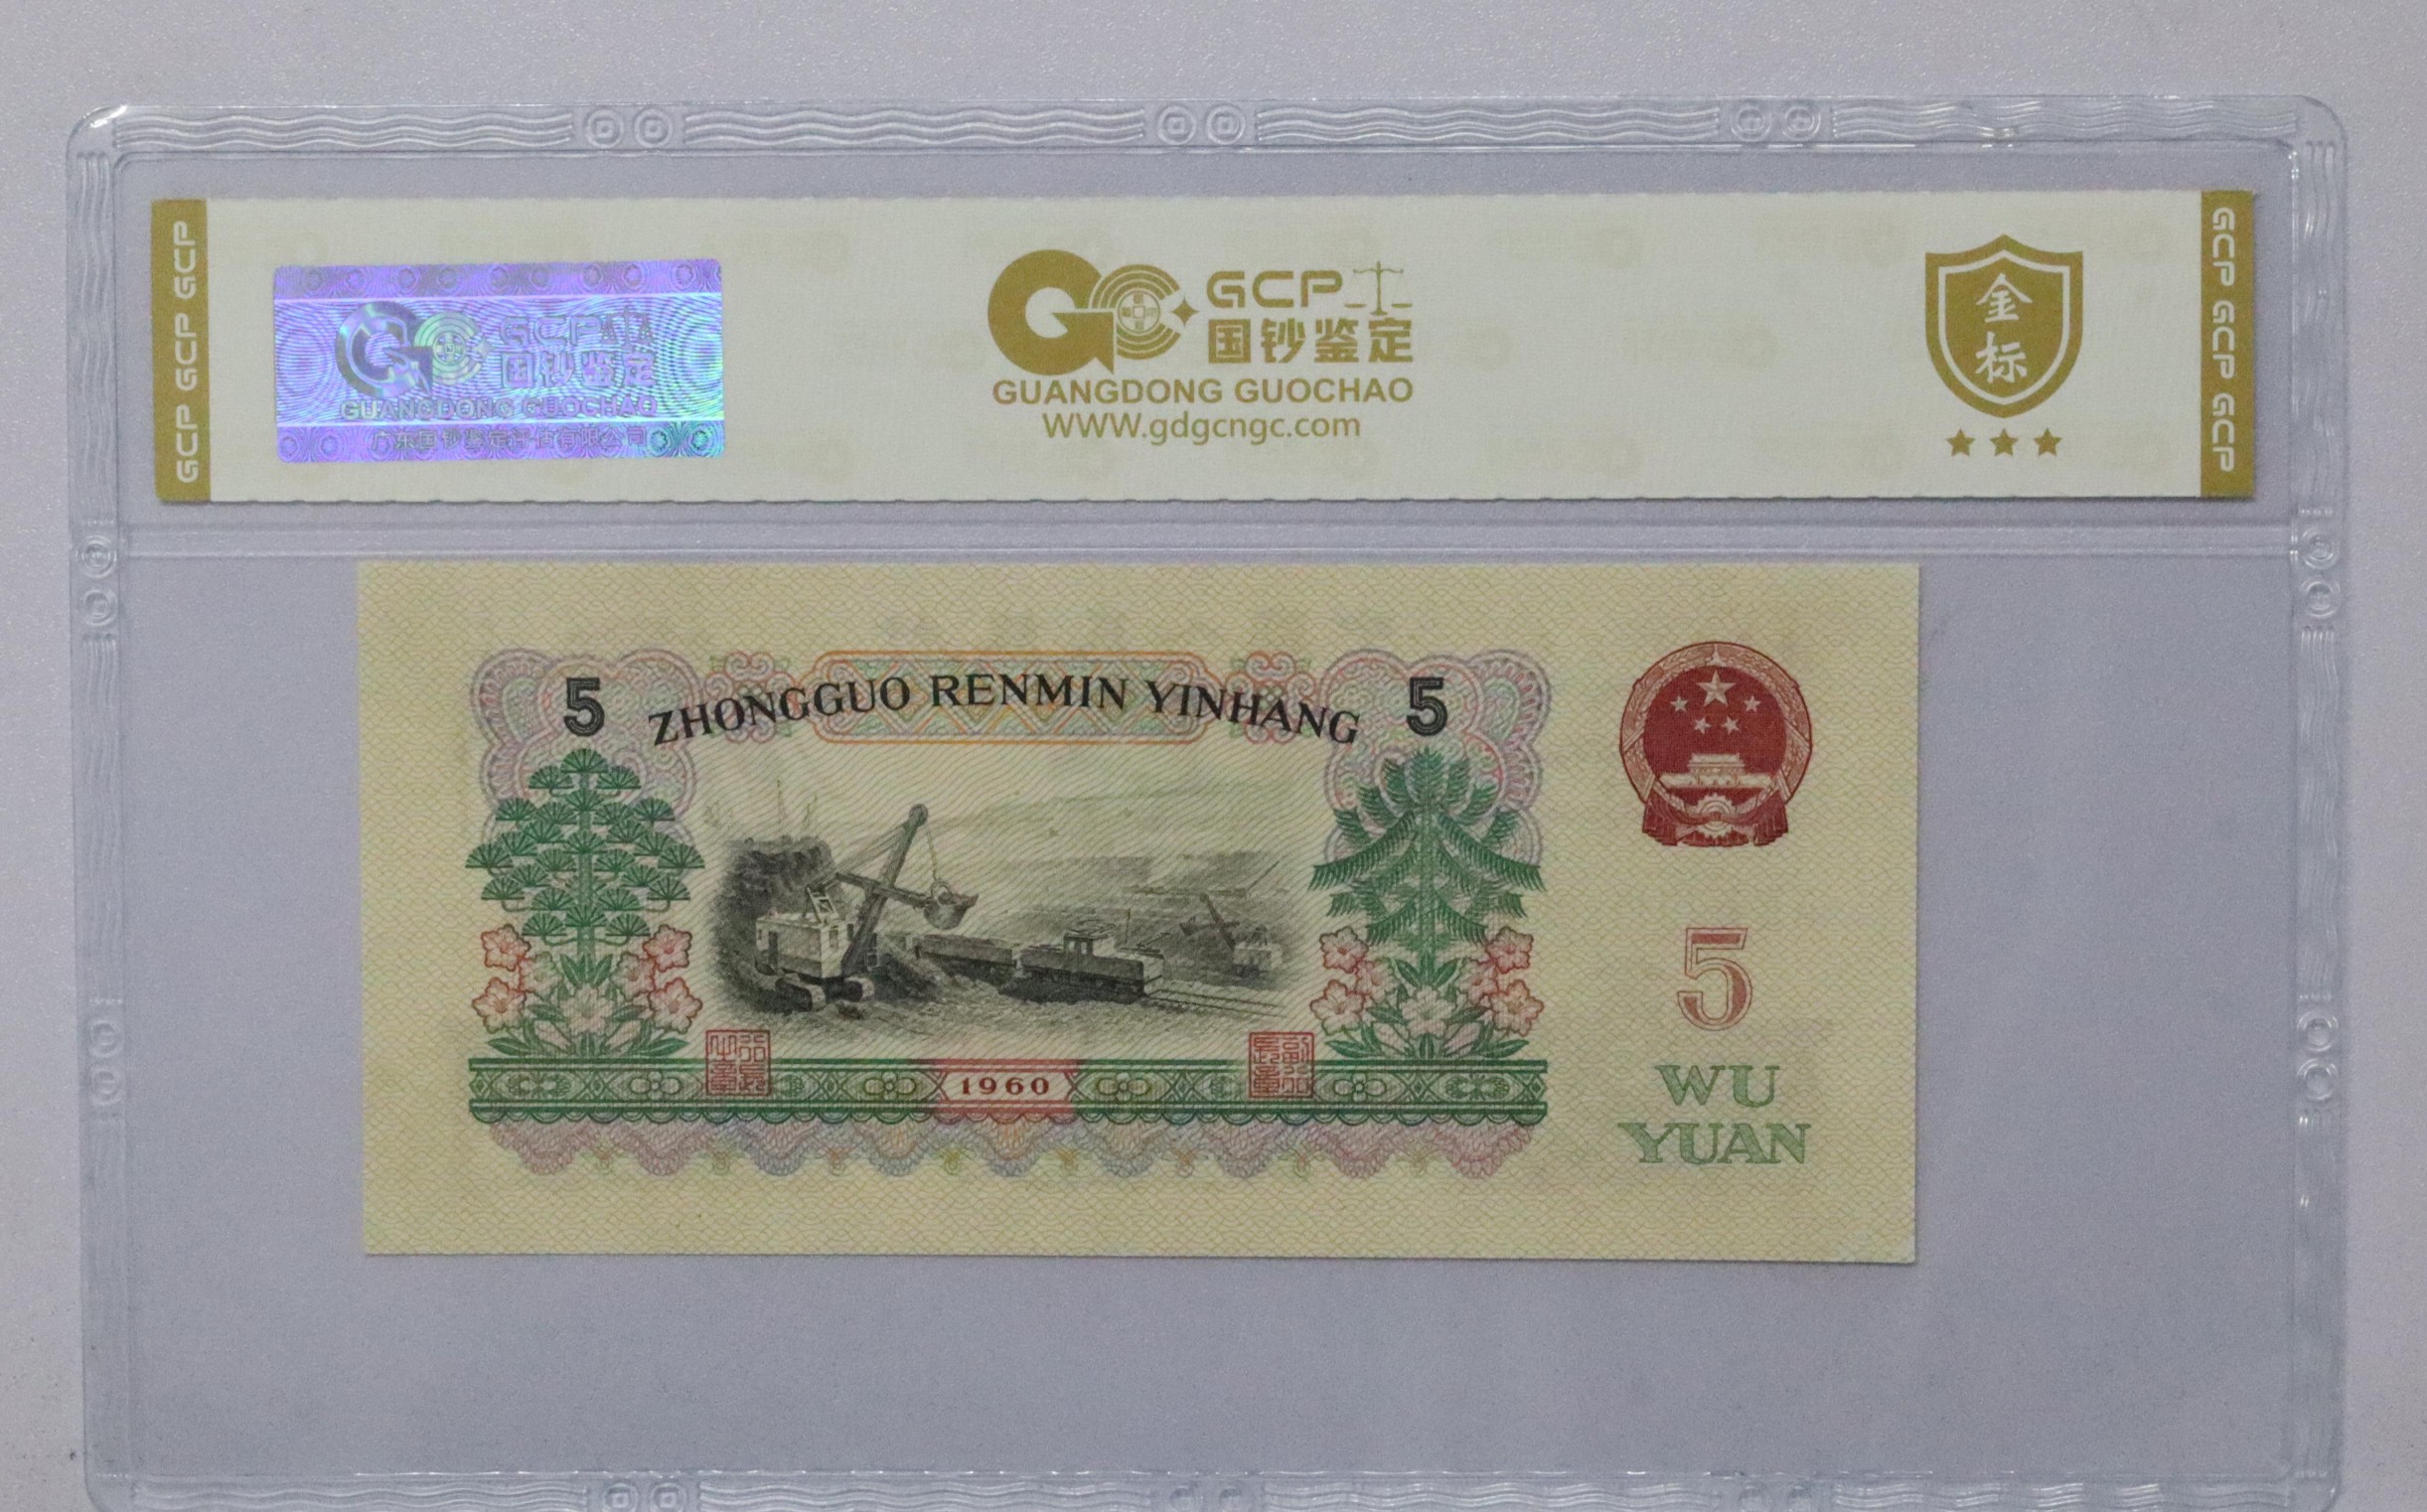 GCP GCP GCP
GCP
国钞鉴定
GUANGDONG GUOCHAO
广东国钞鉴定评估有限公司
GCP
国钞鉴定
GUANGDONG GUOCHAO
WWW.gdgcngc.com
金
标
GCP GCP GCP
5 ZHONGGUO RENMIN YINHANG 5
5
WU
YUAN
1960